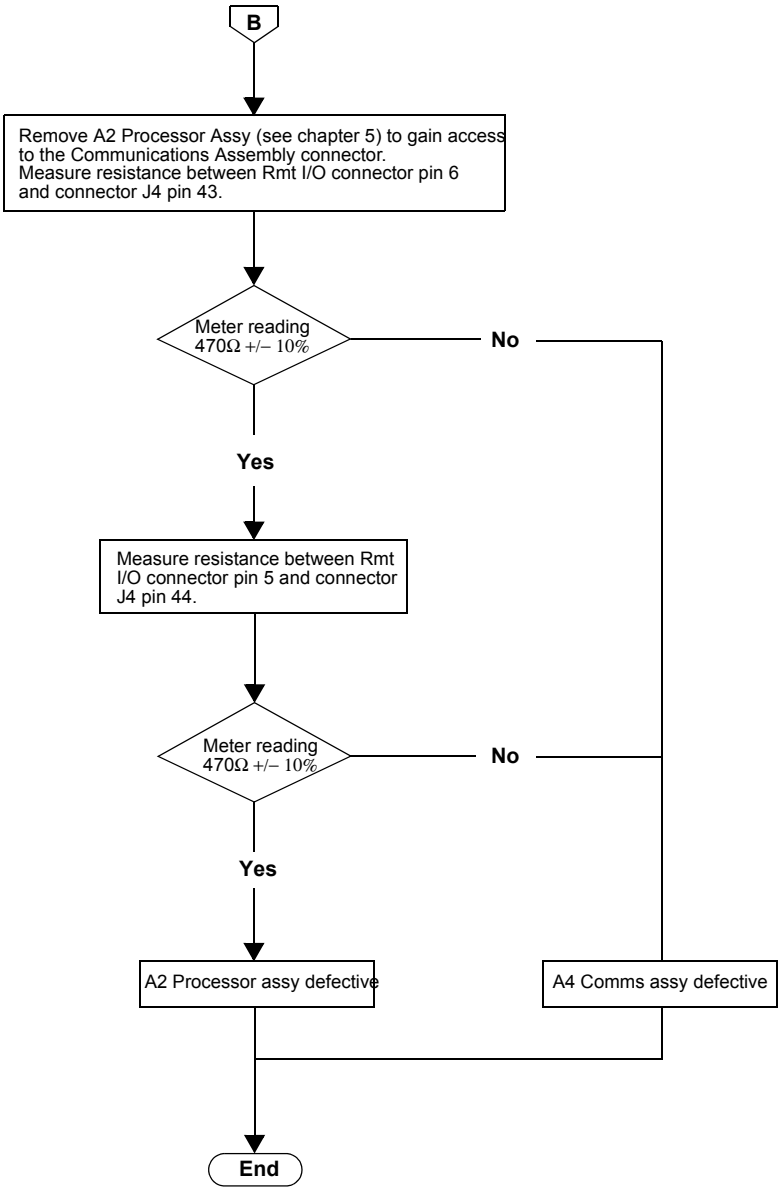 B
Remove A2 Processor Assy (see chapter 5) to gain access
to the Communications Assembly connector.
Measure resistance between Rmt I/O connector pin 6
and connector J4 pin 43.
Meter reading
470Ω +/− 10%
No
Yes
Measure resistance between Rmt
I/O connector pin 5 and connector
J4 pin 44.
Meter reading
470Ω +/− 10%
No
Yes
A2 Processor assy defective
A4 Comms assy defective
End